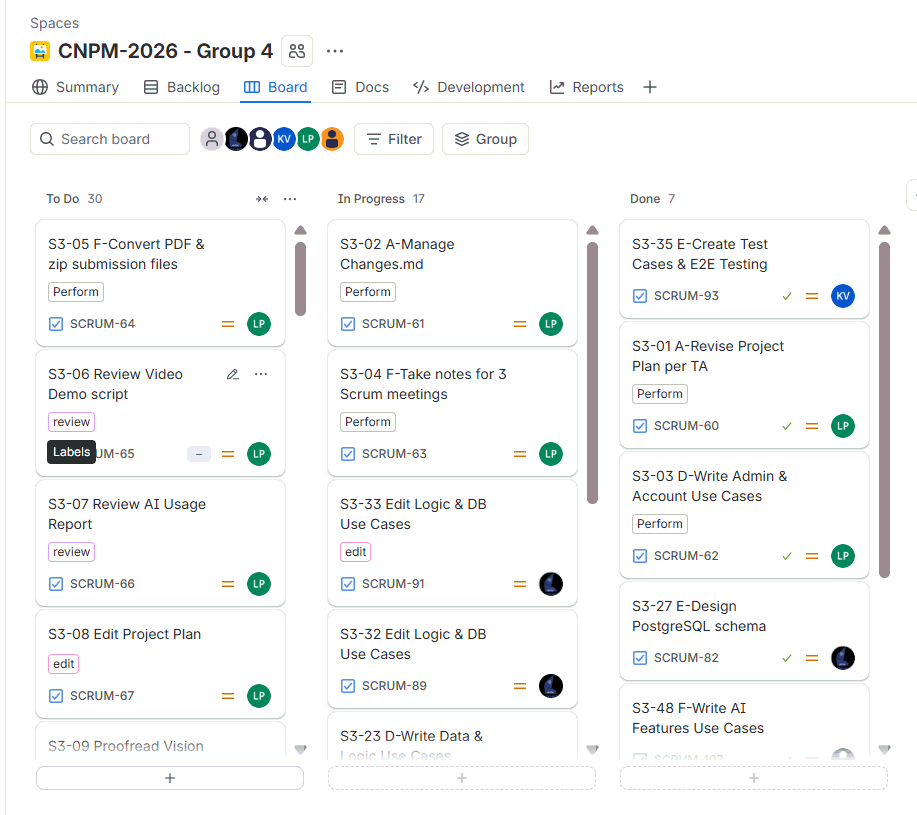 Spaces
CNPM-2026 - Group 4
Summary
Backlog
Board
Docs
Development
Reports
Search board
KV
LP
Filter
Group
To Do 30
S3-05 F-Convert PDF &
zip submission files
Perform
SCRUM-64
LP
S3-06 Review Video
Demo script
review
Labels
UM-65
LP
S3-07 Review AI Usage
Report
review
SCRUM-66
LP
S3-08 Edit Project Plan
edit
SCRUM-67
LP
S3-09 Proofread Vision
In Progress 17
S3-02 A-Manage
Changes.md
Perform
SCRUM-61
LP
S3-04 F-Take notes for 3
Scrum meetings
Perform
SCRUM-63
LP
S3-33 Edit Logic & DB
Use Cases
edit
SCRUM-91
S3-32 Edit Logic & DB
Use Cases
SCRUM-89
S3-23 D-Write Data &
Logic Use Cases
Done 7
S3-35 E-Create Test
Cases & E2E Testing
SCRUM-93
KV
S3-01 A-Revise Project
Plan per TA
Perform
SCRUM-60
LP
S3-03 D-Write Admin &
Account Use Cases
Perform
SCRUM-62
LP
S3-27 E-Design
PostgreSQL schema
SCRUM-82
S3-48 F-Write AI
Features Use Cases